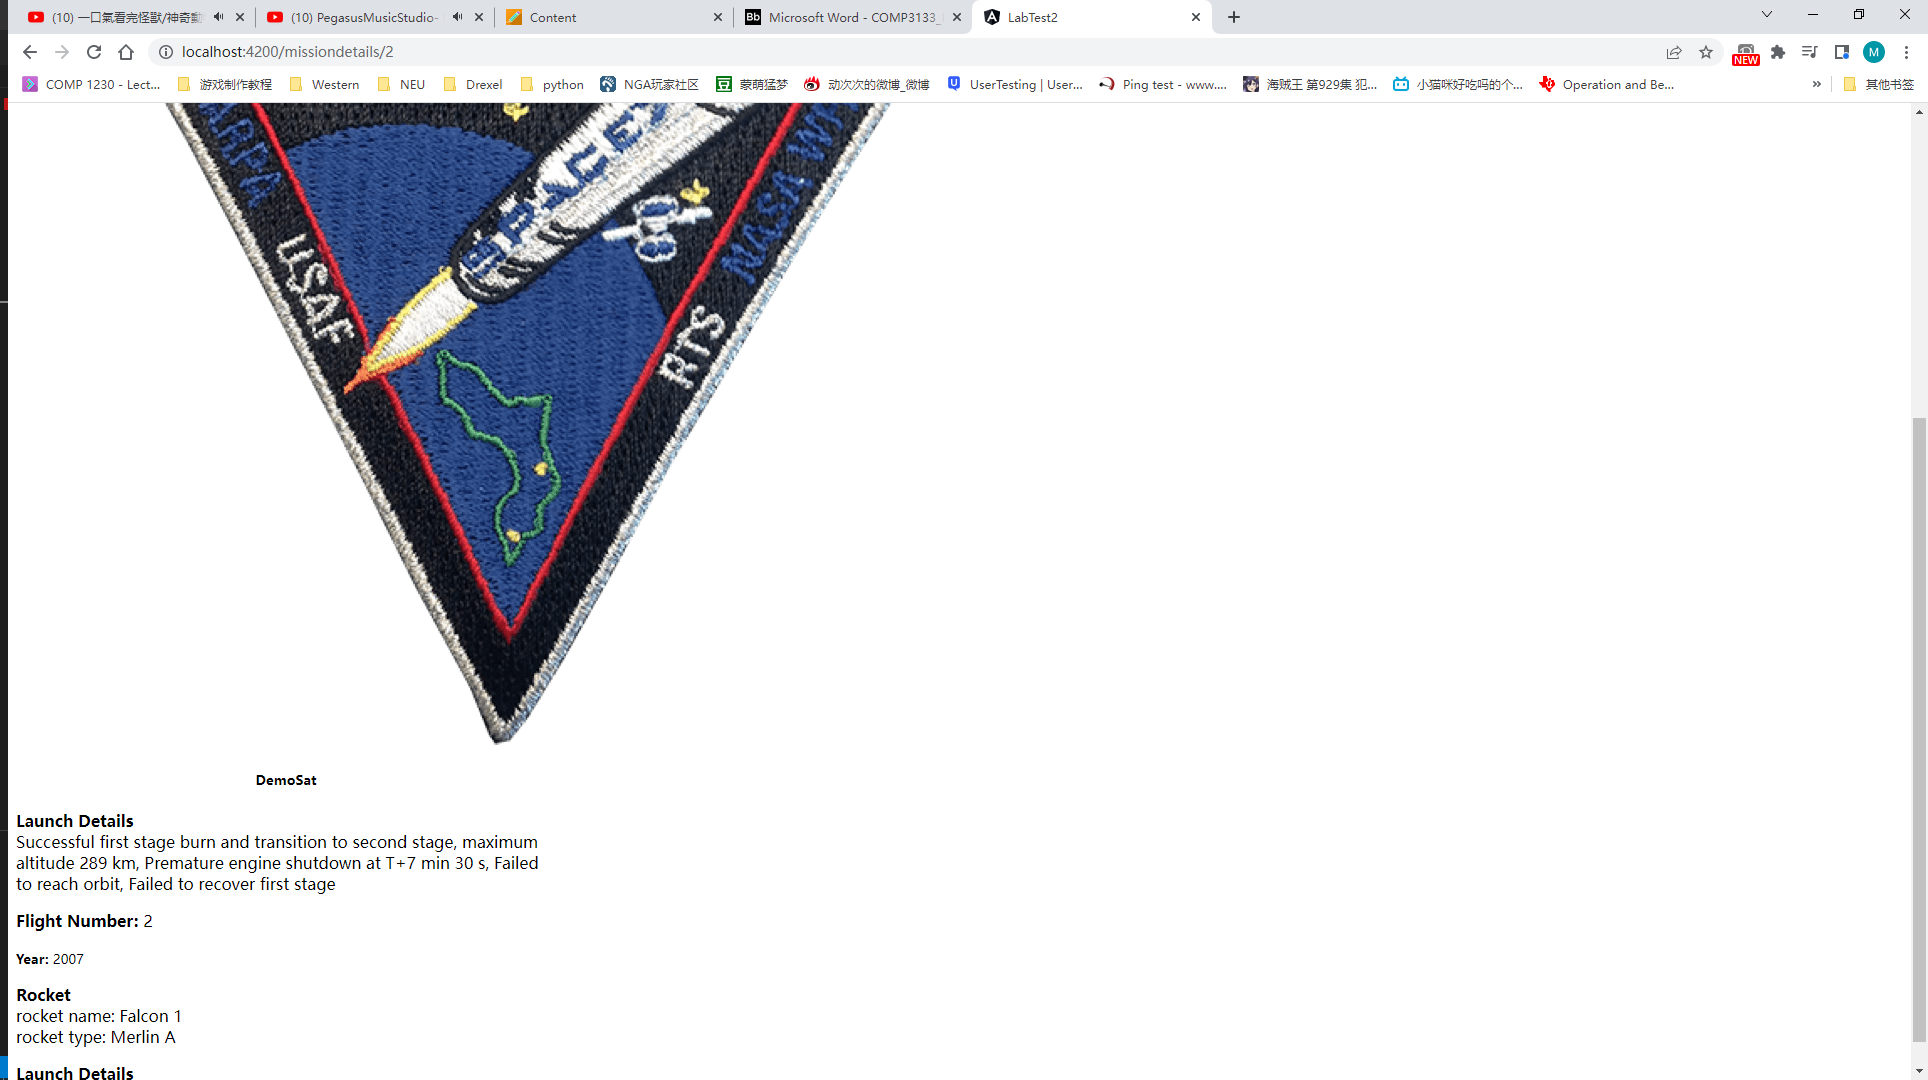 (10) 一口氣看完怪獸/神奇動
(10) PegasusMusicStudio-
Content
Microsoft Word - COMP3133_
LabTest2
localhost:4200/missiondetails/2
NEW
M
COMP 1230 - Lect...
游戏制作教程
Western
NEU
Drexel
python
NGA玩家社区
豆
蒙萌猛梦
动次次的微博_微博
UserTesting | User...
Ping test - www....
海贼王 第929集 犯...
小猫咪好吃吗的个...
Operation and Be...
»
其他书签
Bb
ARPA
USAF
SPACEX
NASA
RTS
DemoSat
Launch Details
Successful first stage burn and transition to second stage, maximum
altitude 289 km, Premature engine shutdown at T+7 min 30 s, Failed
to reach orbit, Failed to recover first stage
Flight Number: 2
Year: 2007
Rocket
rocket name: Falcon 1
rocket type: Merlin A
Launch Details